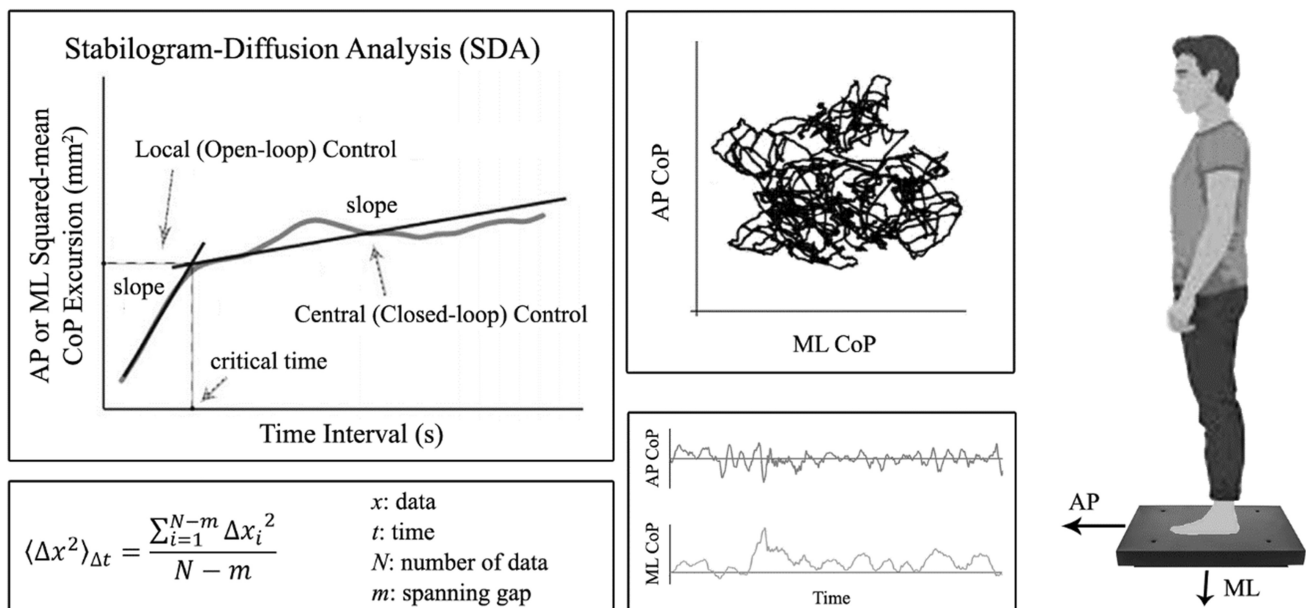 Stabilogram-Diffusion Analysis (SDA)
AP or ML Squared-mean
CoP Excursion (mm²)
Local (Open-loop) Control
slope
slope
Central (Closed-loop) Control
critical time
Time Interval (s)
⟨Δx²⟩Δt = ∑_{i=1}^{N−m} Δxᵢ² / (N − m)
x: data
t: time
N: number of data
m: spanning gap
AP CoP
ML CoP
AP CoP
ML CoP
Time
AP
ML